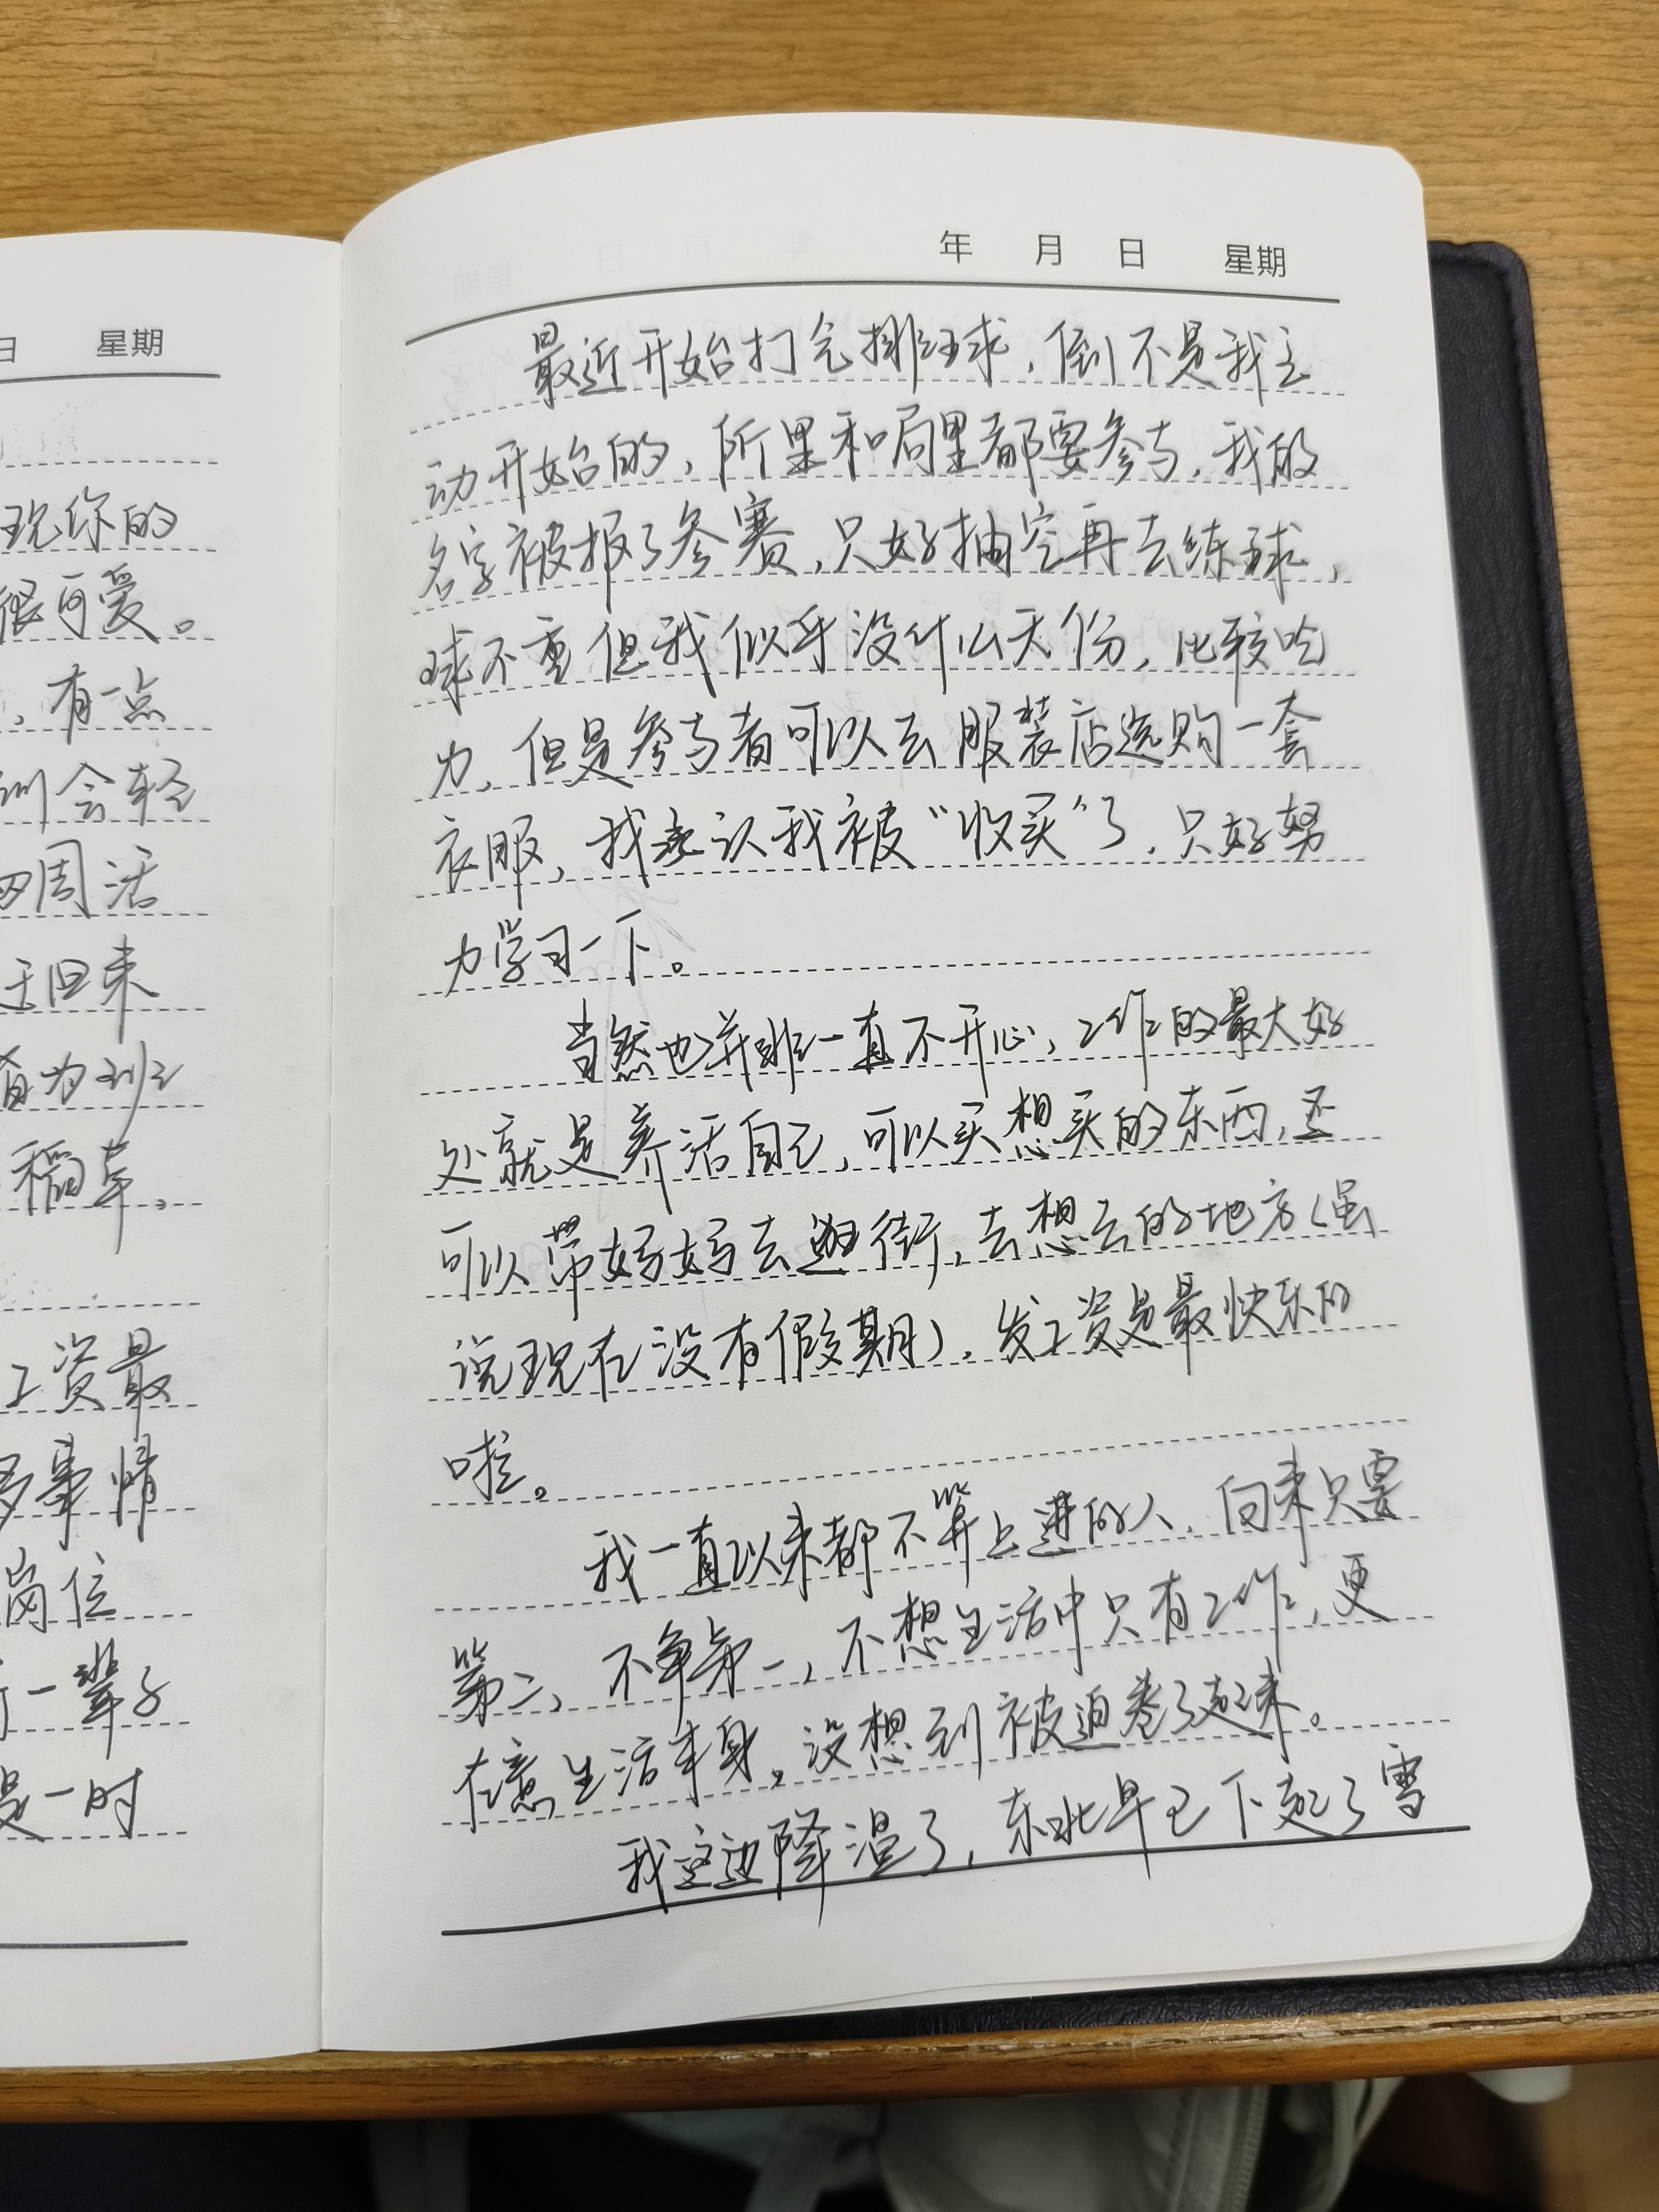 日 星期
现你的
很可爱。
，有一点
训会轻
四周活
于旧来
有为
稻草。
工资最
多事情
岗位
一辈子
是一时
年 月 日 星期
最近开始打气排球，倒不是我主
动开始的，所里和局里都要参与，我的
名字被报了参赛，只好抽空再去练球，
球不重但我似乎没什么天份，比较吃
力，但是参与者可以去服装店选购一套
衣服，我承认我被“收买”了，只好努
力学习一下。
当然也并非一直不开心，工作的最大好
处就是养活自己，可以买想买的东西，还
可以带妈妈去逛街，去想去的地方（虽
说现在没有假期），发工资是最快乐的
啦。
我一直以来都不算上进的人，向来只要
第二，不争第一，不想生活中只有工作，更
在意生活本身。没想到被迫卷了起来。
我这边降温了，东北早已下起了雪